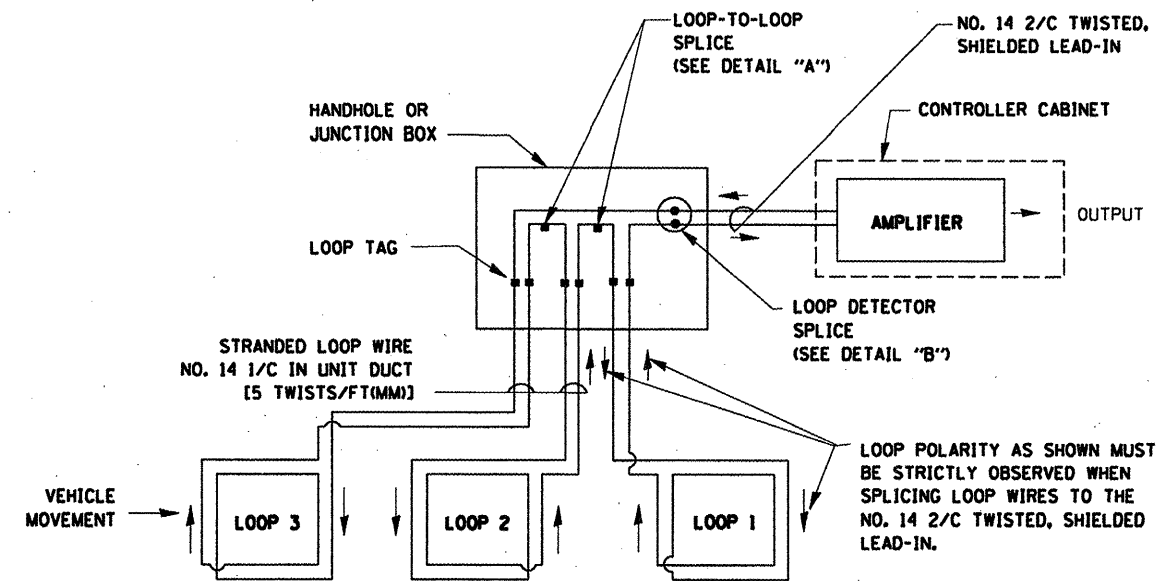 LOOP-TO-LOOP
SPLICE
(SEE DETAIL "A")
NO. 14 2/C TWISTED,
SHIELDED LEAD-IN
HANDHOLE OR
JUNCTION BOX
CONTROLLER CABINET
AMPLIFIER
OUTPUT
LOOP TAG
LOOP DETECTOR
SPLICE
(SEE DETAIL "B")
STRANDED LOOP WIRE
NO. 14 1/C IN UNIT DUCT
[5 TWISTS/FT(MM)]
LOOP POLARITY AS SHOWN MUST
BE STRICTLY OBSERVED WHEN
SPLICING LOOP WIRES TO THE
NO. 14 2/C TWISTED, SHIELDED
LEAD-IN.
VEHICLE
MOVEMENT
LOOP 3
LOOP 2
LOOP 1